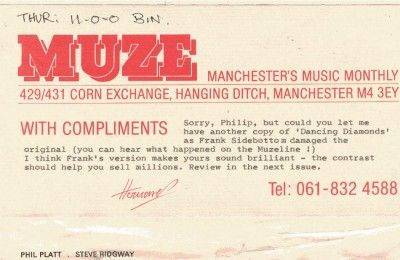 THUR: 11-0-0 BIN.
MUZE MANCHESTER'S MUSIC MONTHLY
429/431 CORN EXCHANGE, HANGING DITCH, MANCHESTER M4 3EY
WITH COMPLIMENTS Sorry, Philip, but could you let me
have another copy of 'Dancing Diamonds'
as Frank Sidebottom damaged the
original (you can hear what happened on the Muzeline !)
I think Frank's version makes yours sound brilliant - the contrast
should help you sell millions. Review in the next issue.
Tel: 061-832 4588
PHIL PLATT . STEVE RIDGWAY